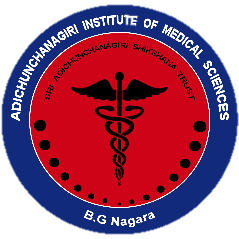 ADICHUNCHANAGIRI INSTITUTE OF MEDICAL SCIENCES
SRI ADICHUNCHANAGIRI SHIKSHANA TRUST
B.G Nagara